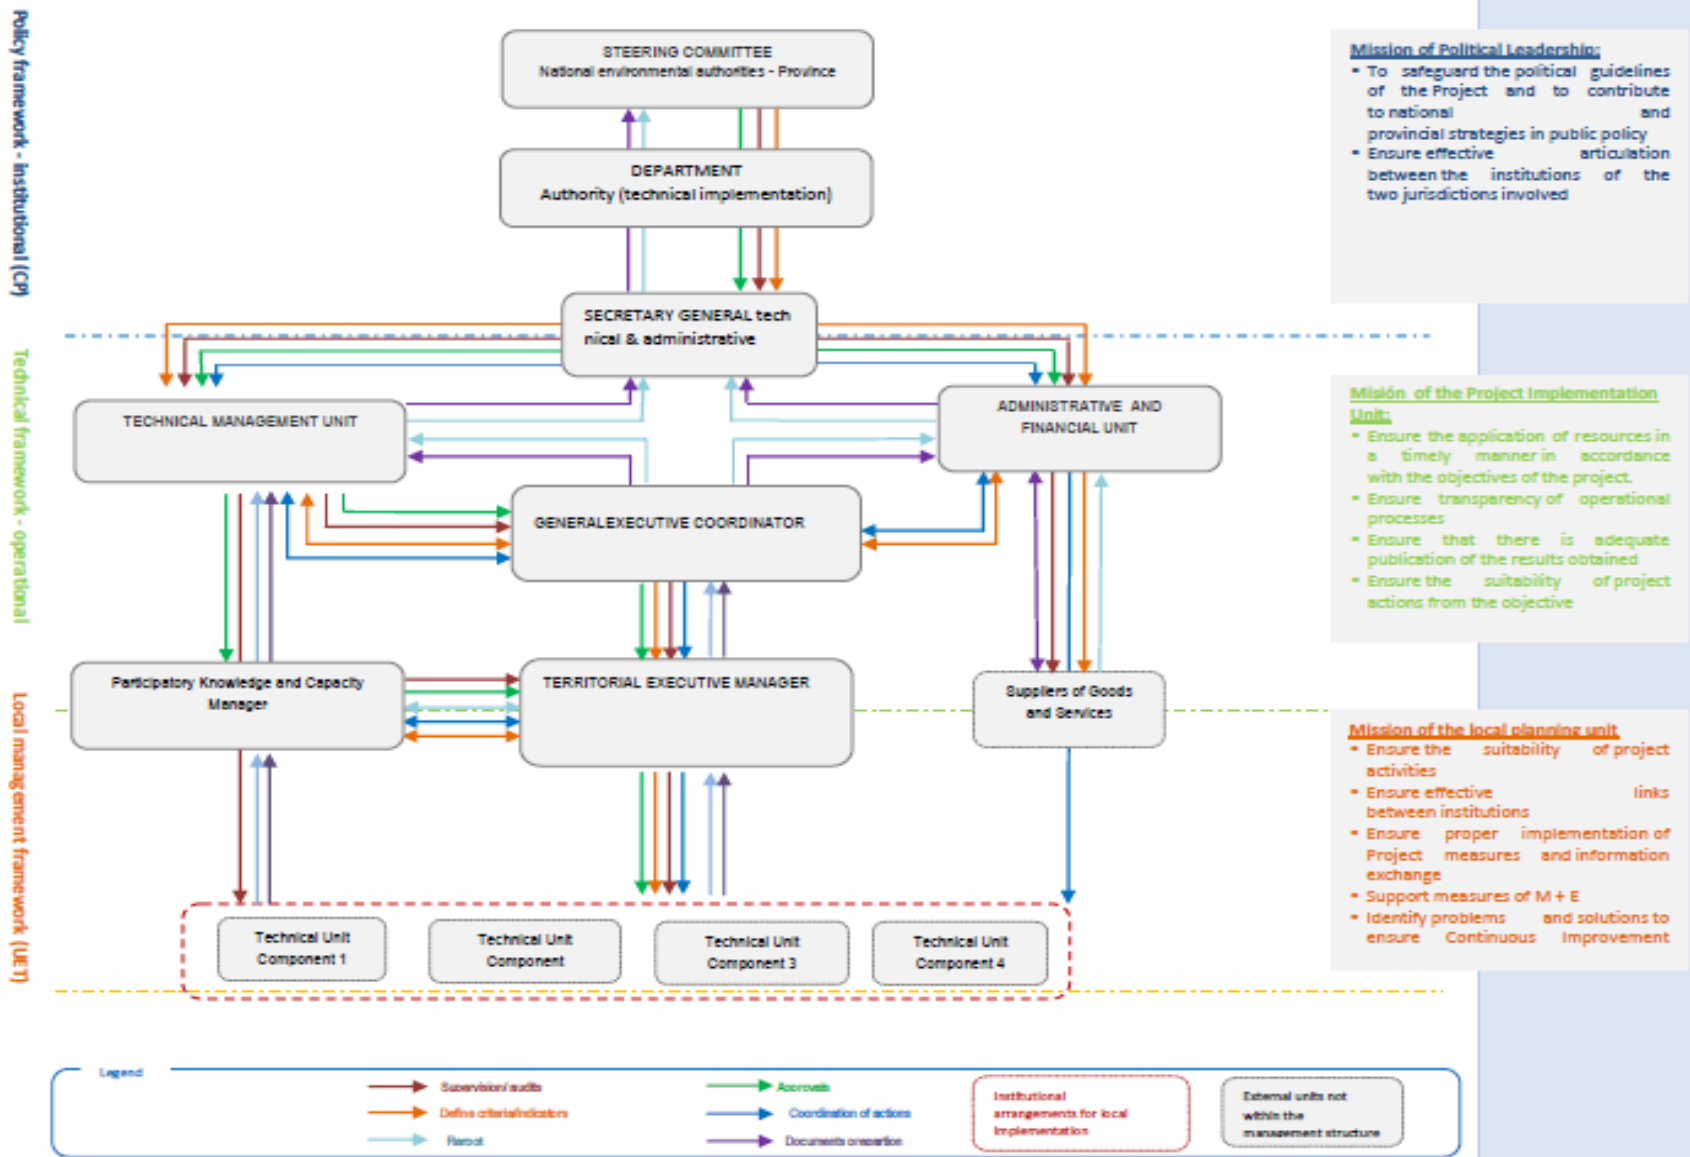 Policy framework - institutional (CP)
Technical framework - operational
Local management framework (UET)
STEERING COMMITTEE
National environmental authorities - Province
DEPARTMENT
Authority (technical implementation)
SECRETARY GENERAL tech
nical & administrative
TECHNICAL MANAGEMENT UNIT
ADMINISTRATIVE AND
FINANCIAL UNIT
GENERALEXECUTIVE COORDINATOR
Participatory Knowledge and Capacity
Manager
TERRITORIAL EXECUTIVE MANAGER
Suppliers of Goods
and Services
Technical Unit
Component 1
Technical Unit
Component
Technical Unit
Component 3
Technical Unit
Component 4
Mission of Political Leadership:
- To safeguard the political guidelines
of the Project and to contribute
to national and
provincial strategies in public policy
- Ensure effective articulation
between the institutions of the
two jurisdictions involved
Misión of the Project Implementation
Unit:
- Ensure the application of resources in
a timely manner in accordance
with the objectives of the project.
- Ensure transparency of operational
processes
- Ensure that there is adequate
publication of the results obtained
- Ensure the suitability of project
actions from the objective
Mission of the local planning unit
- Ensure the suitability of project
activities
- Ensure effective links
between institutions
- Ensure proper implementation of
Project measures and information
exchange
- Support measures of M + E
- Identify problems and solutions to
ensure Continuous Improvement
Legend
Supervision/ audits
Define criteria/indicators
Report
Approvals
Coordination of actions
Documents preparation
Institutional
arrangements for local
Implementation
External units not
within the
management structure